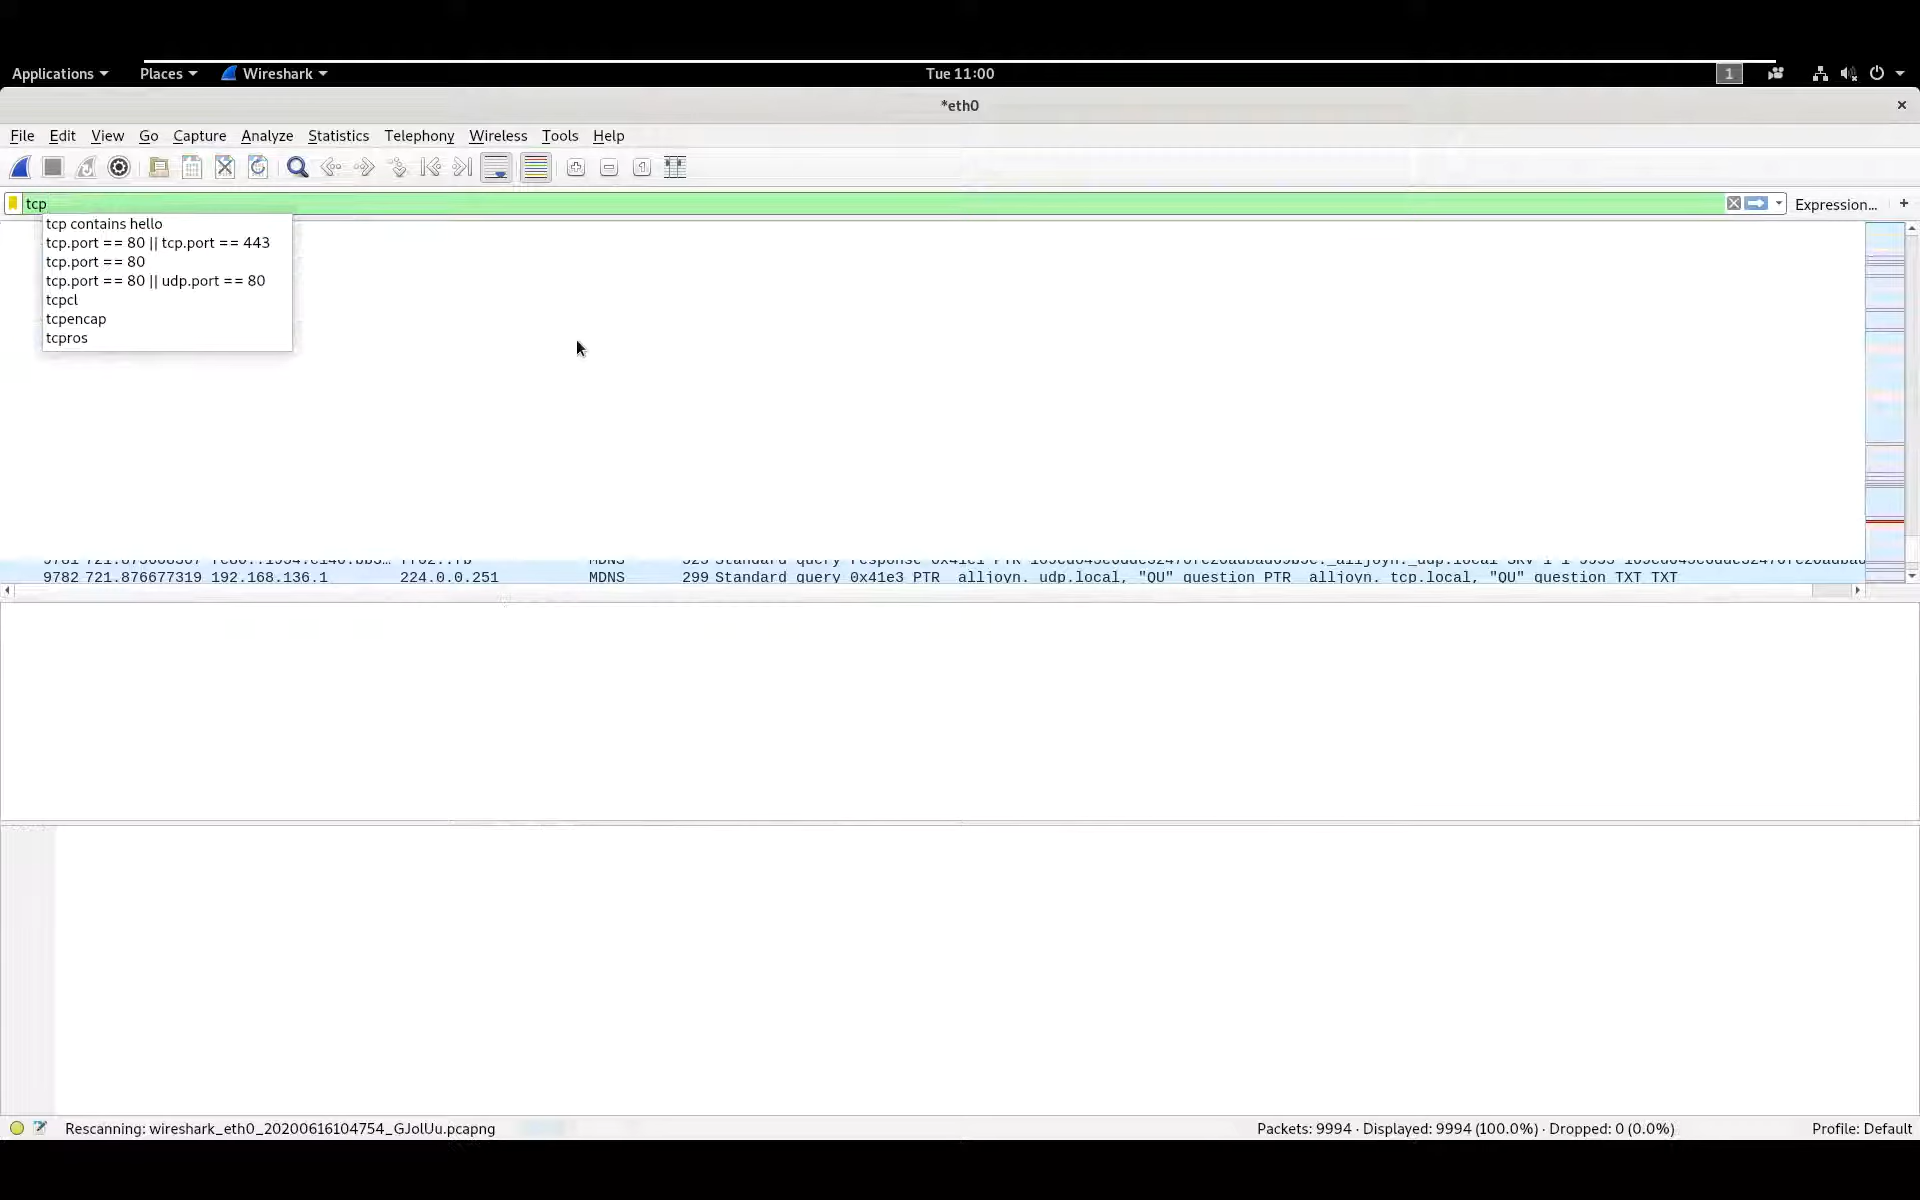 Applications Places Wireshark Tue 11:00 1
*eth0
File Edit View Go Capture Analyze Statistics Telephony Wireless Tools Help
tcp Expression... +
tcp contains hello
tcp.port == 80 || tcp.port == 443
tcp.port == 80
tcp.port == 80 || udp.port == 80
tcpcl
tcpencap
tcpros
9782 721.876677319 192.168.136.1 224.0.0.251 MDNS 299 Standard query 0x41e3 PTR _alljoyn._udp.local, "QU" question PTR _alljoyn._tcp.local, "QU" question TXT TXT
Rescanning: wireshark_eth0_20200616104754_GJolUu.pcapng Packets: 9994 · Displayed: 9994 (100.0%) · Dropped: 0 (0.0%) Profile: Default